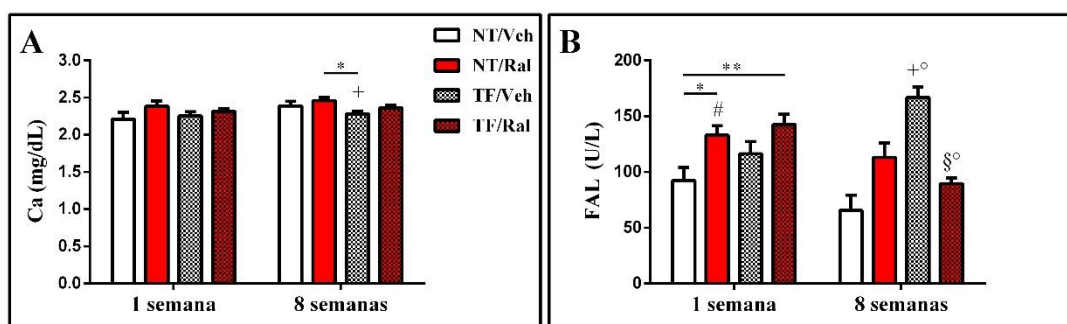 A
Ca (mg/dL)
3.0
2.5
2.0
1.5
1.0
0.5
0.0
*
+
1 semana
8 semanas
NT/Veh
NT/Ral
TF/Veh
TF/Ral
B
FAL (U/L)
200
150
100
50
0
**
*
#
+°
§°
1 semana
8 semanas